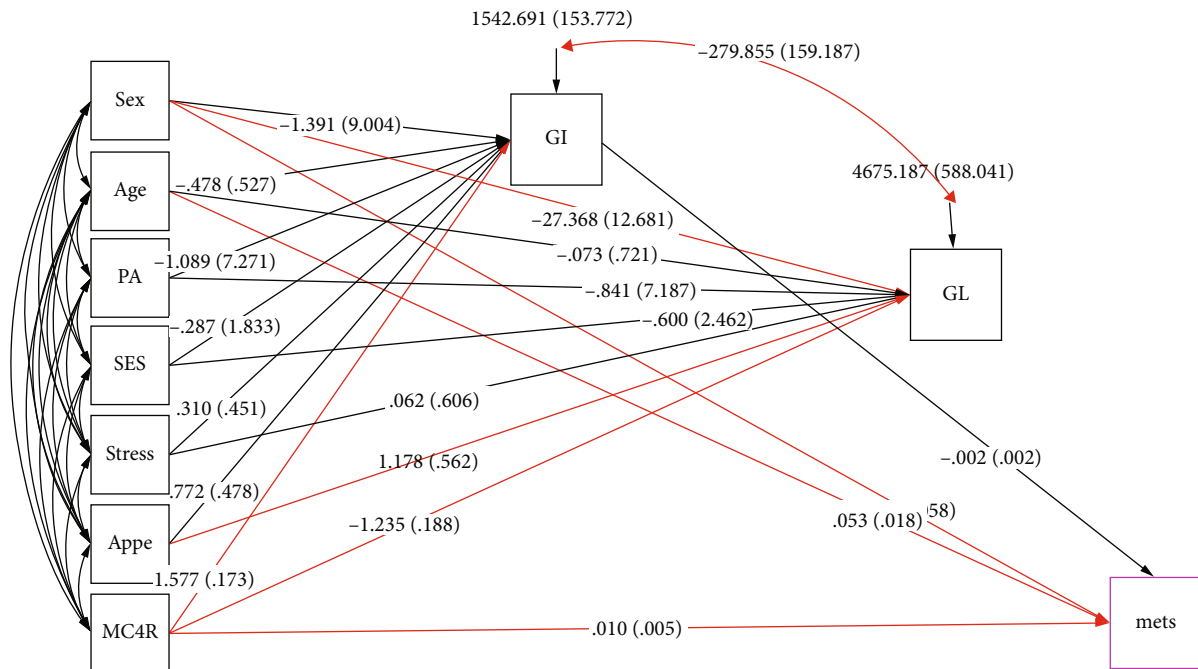 1542.691 (153.772)
–279.855 (159.187)
Sex
–1.391 (9.004)
GI
4675.187 (588.041)
Age
–.478 (.527)
–27.368 (12.681)
–.073 (.721)
PA
–1.089 (7.271)
–.841 (7.187)
GL
–.287 (1.833)
–.600 (2.462)
SES
.310 (.451)
.062 (.606)
Stress
1.178 (.562)
–.002 (.002)
.772 (.478)
–1.235 (.188)
.053 (.018)
58)
Appe
1.577 (.173)
MC4R
.010 (.005)
mets